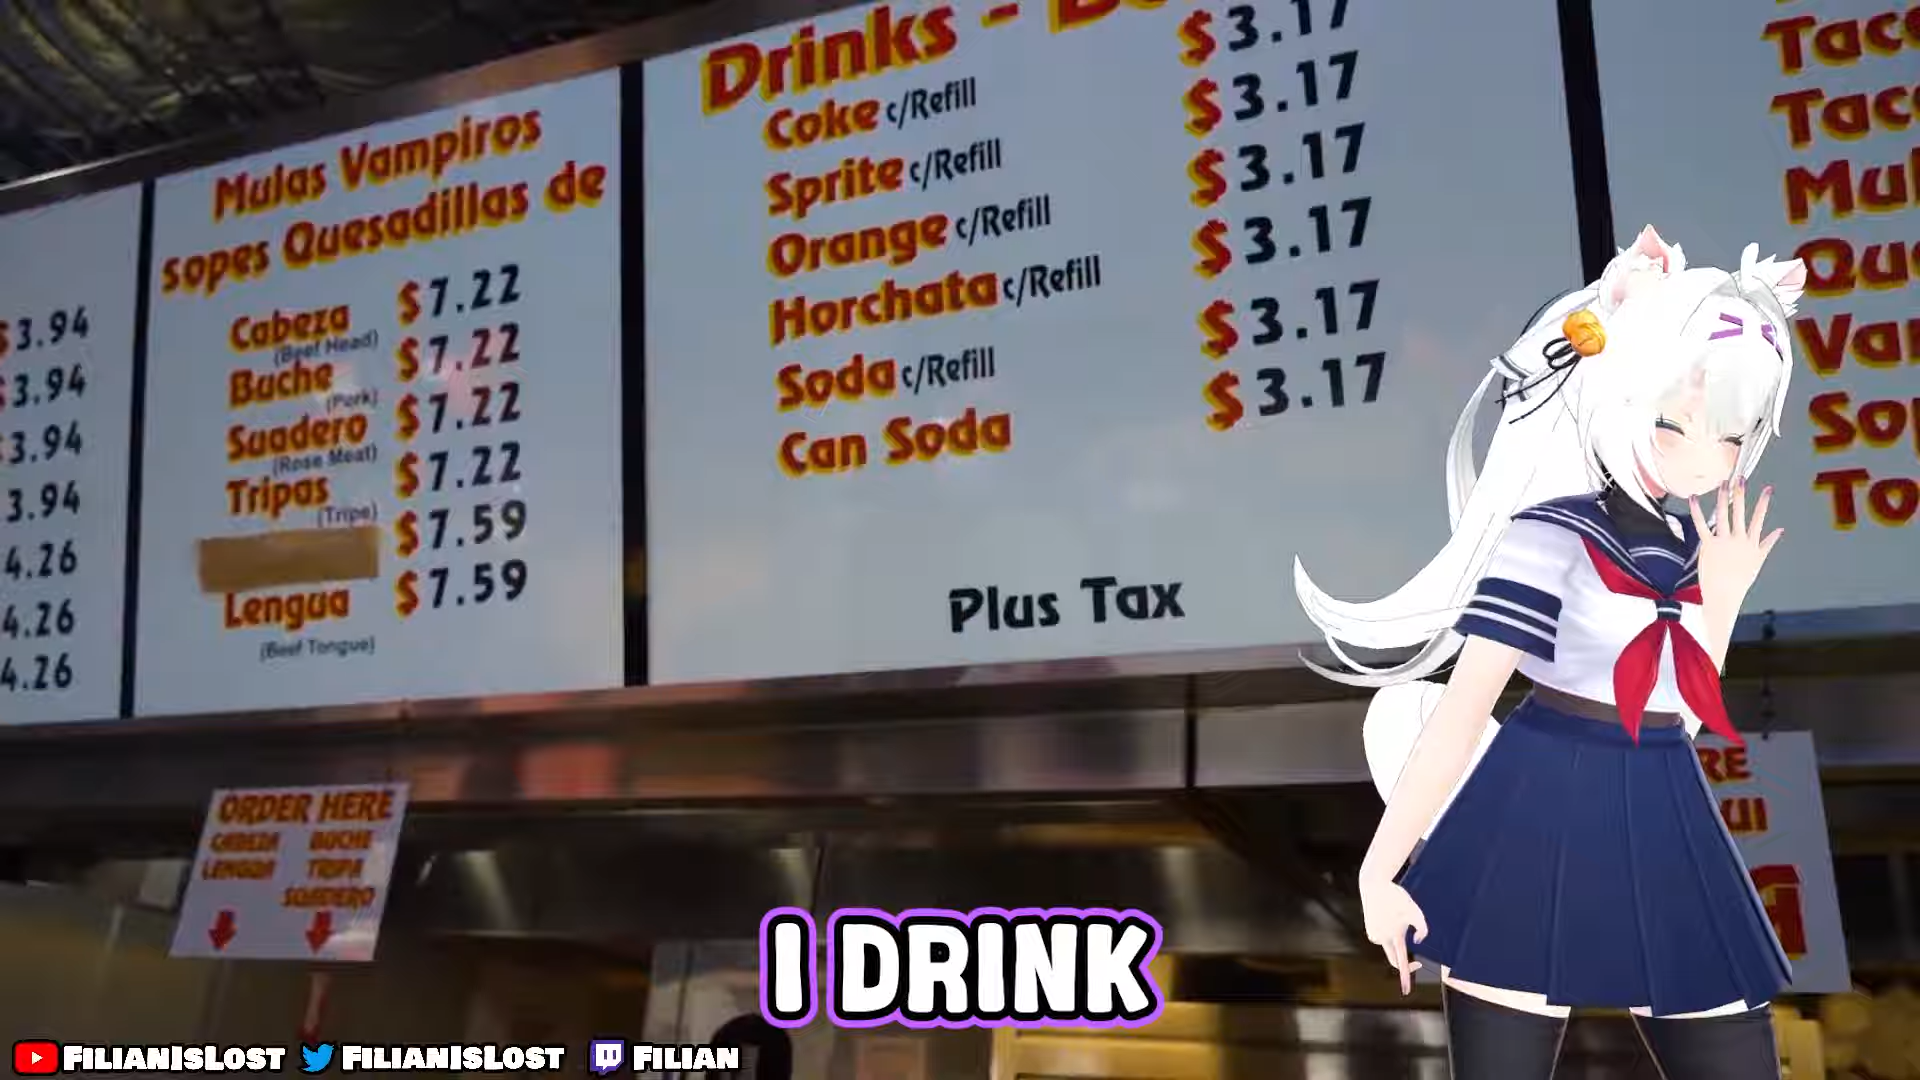 $3.94
$3.94
$3.94
3.94
4.26
4.26
4.26
Mulas Vampiros
sopes Quesadillas de
Cabeza $7.22
(Beef Head)
Buche $7.22
(Pork)
Suadero $7.22
(Rose Meat)
Tripas $7.22
(Tripe)
$7.59
Lengua $7.59
(Beef Tongue)
Drinks -
Coke c/Refill $3.17
Sprite c/Refill $3.17
Orange c/Refill $3.17
Horchata c/Refill $3.17
Soda c/Refill $3.17
Can Soda $3.17
Plus Tax
ORDER HERE
CABEZA BUCHE
LENGUA TRIPA
SUADERO
I DRINK
FILIANISLOST FILIANISLOST FILIAN